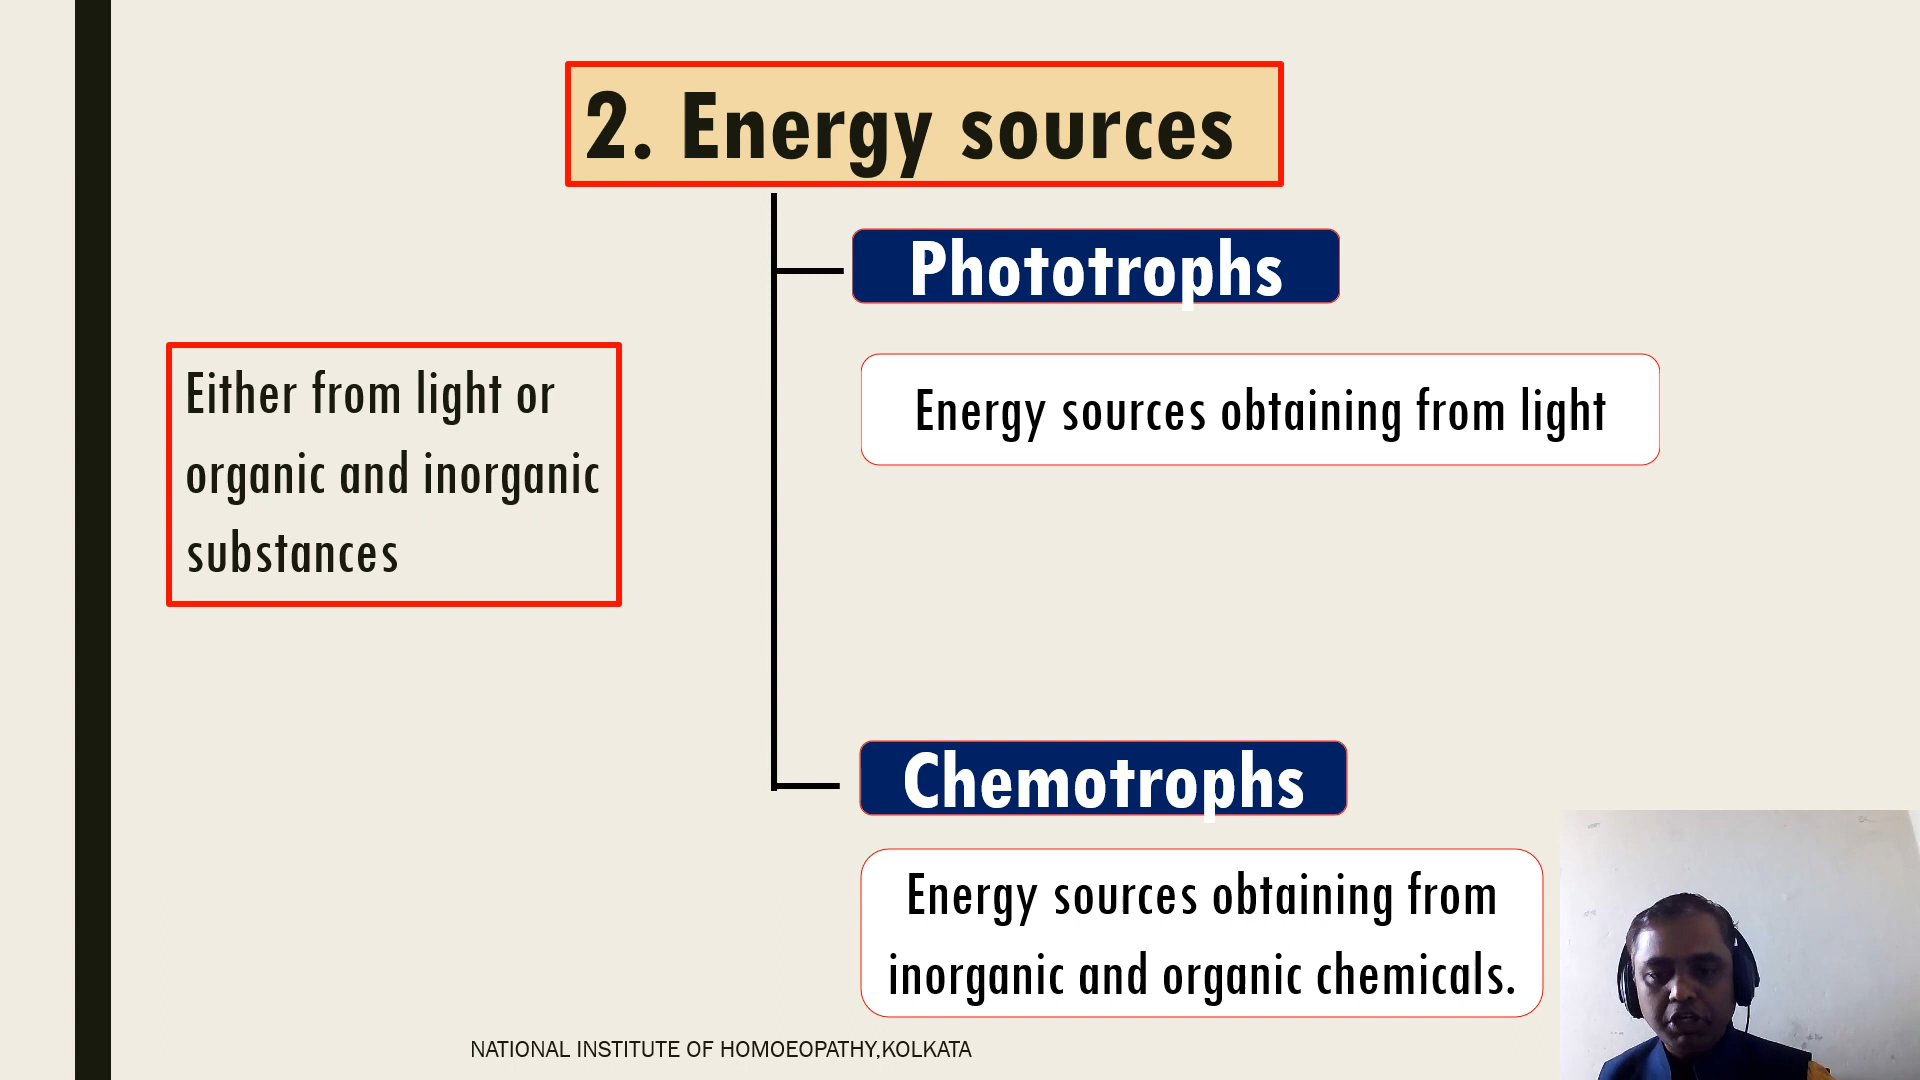 2. Energy sources
Phototrophs
Either from light or
organic and inorganic
substances
Energy sources obtaining from light
Chemotrophs
Energy sources obtaining from
inorganic and organic chemicals.
NATIONAL INSTITUTE OF HOMOEOPATHY,KOLKATA